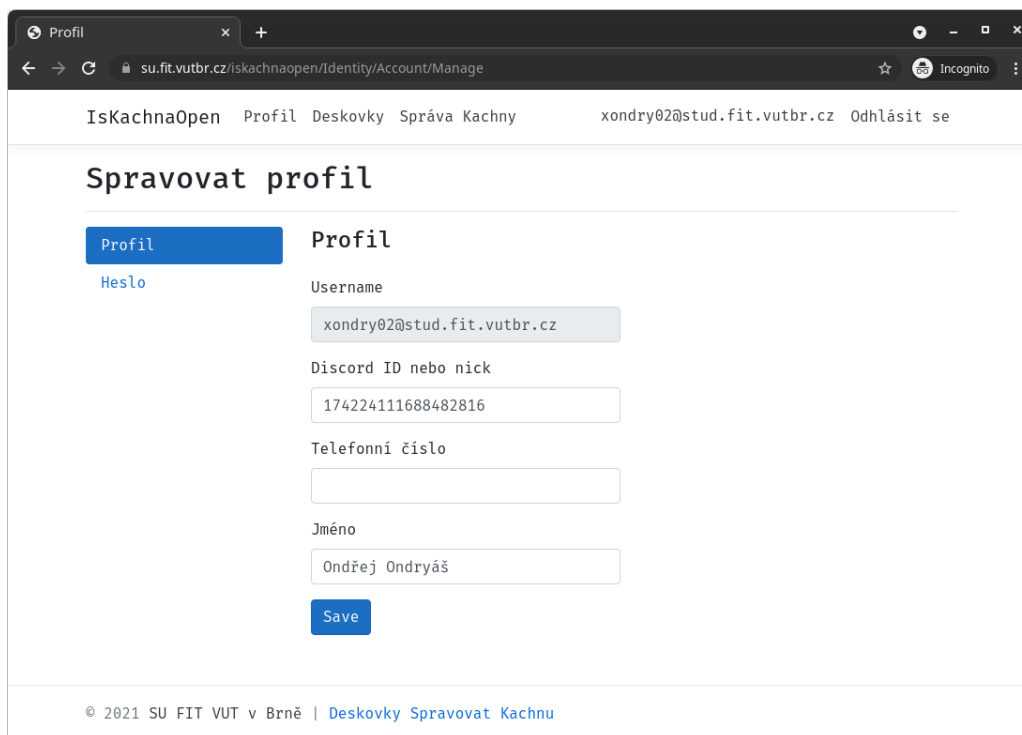 Profil
su.fit.vutbr.cz/iskachnaopen/Identity/Account/Manage Incognito
IsKachnaOpen Profil Deskovky Správa Kachny xondry02@stud.fit.vutbr.cz Odhlásit se
Spravovat profil
Profil
Heslo
Profil
Username
xondry02@stud.fit.vutbr.cz
Discord ID nebo nick
174224111688482816
Telefonní číslo
Jméno
Ondřej Ondryáš
Save
© 2021 SU FIT VUT v Brně | Deskovky Spravovat Kachnu